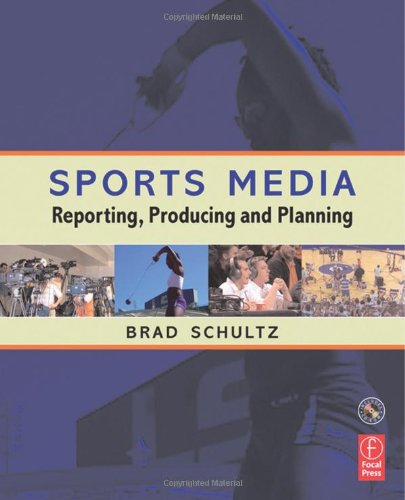 SPORTS MEDIA
Reporting, Producing and Planning
BRAD SCHULTZ
Focal
Press